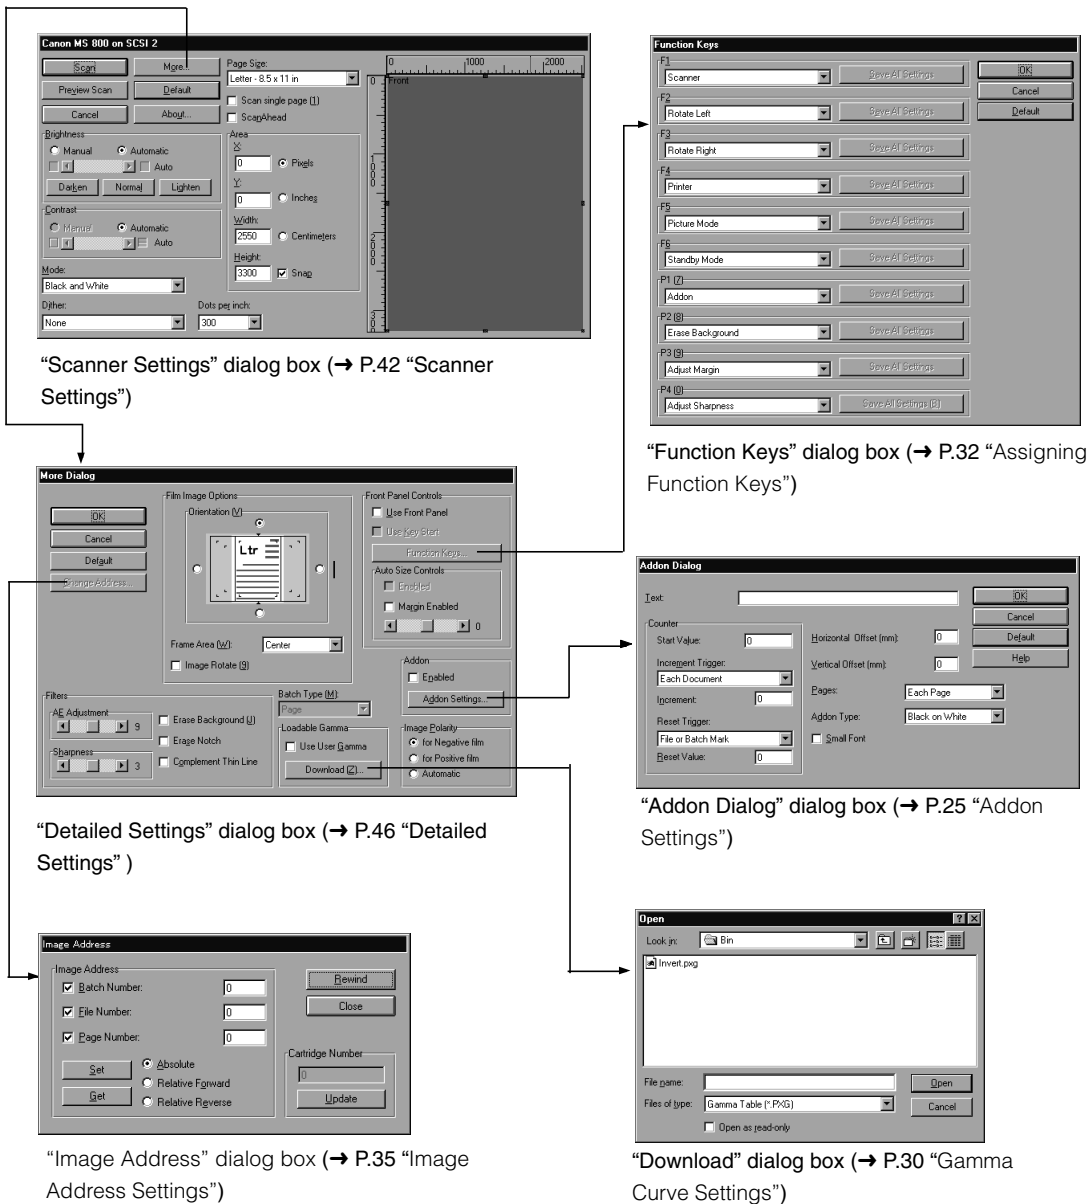 Canon MS 800 on SCSI 2
Scan
More...
Preview Scan
Default
Cancel
About...
Page Size:
Letter - 8.5 x 11 in
Scan single page (1)
ScanAhead
Brightness
Manual
Automatic
Auto
Darken
Normal
Lighten
Contrast
Manual
Automatic
Auto
Mode:
Black and White
Dither:
None
Dots per inch:
300
Area
X:
0
Pixels
Y:
0
Inches
Width:
2550
Centimeters
Height:
3300
Snap
0
1000
2000
0
Front
1000
2000
"Scanner Settings" dialog box (➜ P.42 "Scanner
Settings")
Function Keys
F1
Scanner
Save All Settings
F2
Rotate Left
Save All Settings
F3
Rotate Right
Save All Settings
F4
Printer
Save All Settings
F5
Picture Mode
Save All Settings
F6
Standby Mode
Save All Settings
P1 (7)
Addon
Save All Settings
P2 (8)
Erase Background
Save All Settings
P3 (9)
Adjust Margin
Save All Settings
P4 (0)
Adjust Sharpness
OK
Cancel
Default
"Function Keys" dialog box (➜ P.32 "Assigning
Function Keys")
More Dialog
OK
Cancel
Default
Change Address...
Film Image Options
Orientation (V)
Ltr
Frame Area (W):
Center
Image Rotate (9)
Front Panel Controls
Use Front Panel
Use Key Start
Function Keys...
Auto Size Controls
Enabled
Margin Enabled
0
Addon
Enabled
Addon Settings...
Filters
AE Adjustment
9
Sharpness
3
Erase Background (J)
Erase Notch
Complement Thin Line
Batch Type (M):
Page
Loadable Gamma
Use User Gamma
Download (Z)...
Image Polarity
for Negative film
for Positive film
Automatic
"Detailed Settings" dialog box (➜ P.46 "Detailed
Settings" )
Addon Dialog
Text:
Counter
Start Value:
0
Increment Trigger:
Each Document
Increment:
0
Reset Trigger:
File or Batch Mark
Reset Value:
0
Horizontal Offset (mm):
0
Vertical Offset (mm):
0
Pages:
Each Page
Addon Type:
Black on White
Small Font
OK
Cancel
Default
Help
"Addon Dialog" dialog box (➜ P.25 "Addon
Settings")
Image Address
Image Address
Batch Number:
0
File Number:
0
Page Number:
0
Set
Get
Absolute
Relative Forward
Relative Reverse
Rewind
Close
Cartridge Number
0
Update
"Image Address" dialog box (➜ P.35 "Image
Address Settings")
Open
Look in:
Bin
Invert.pxg
File name:
Open
Files of type:
Gamma Table (*.PXG)
Cancel
Open as read-only
"Download" dialog box (➜ P.30 "Gamma
Curve Settings")